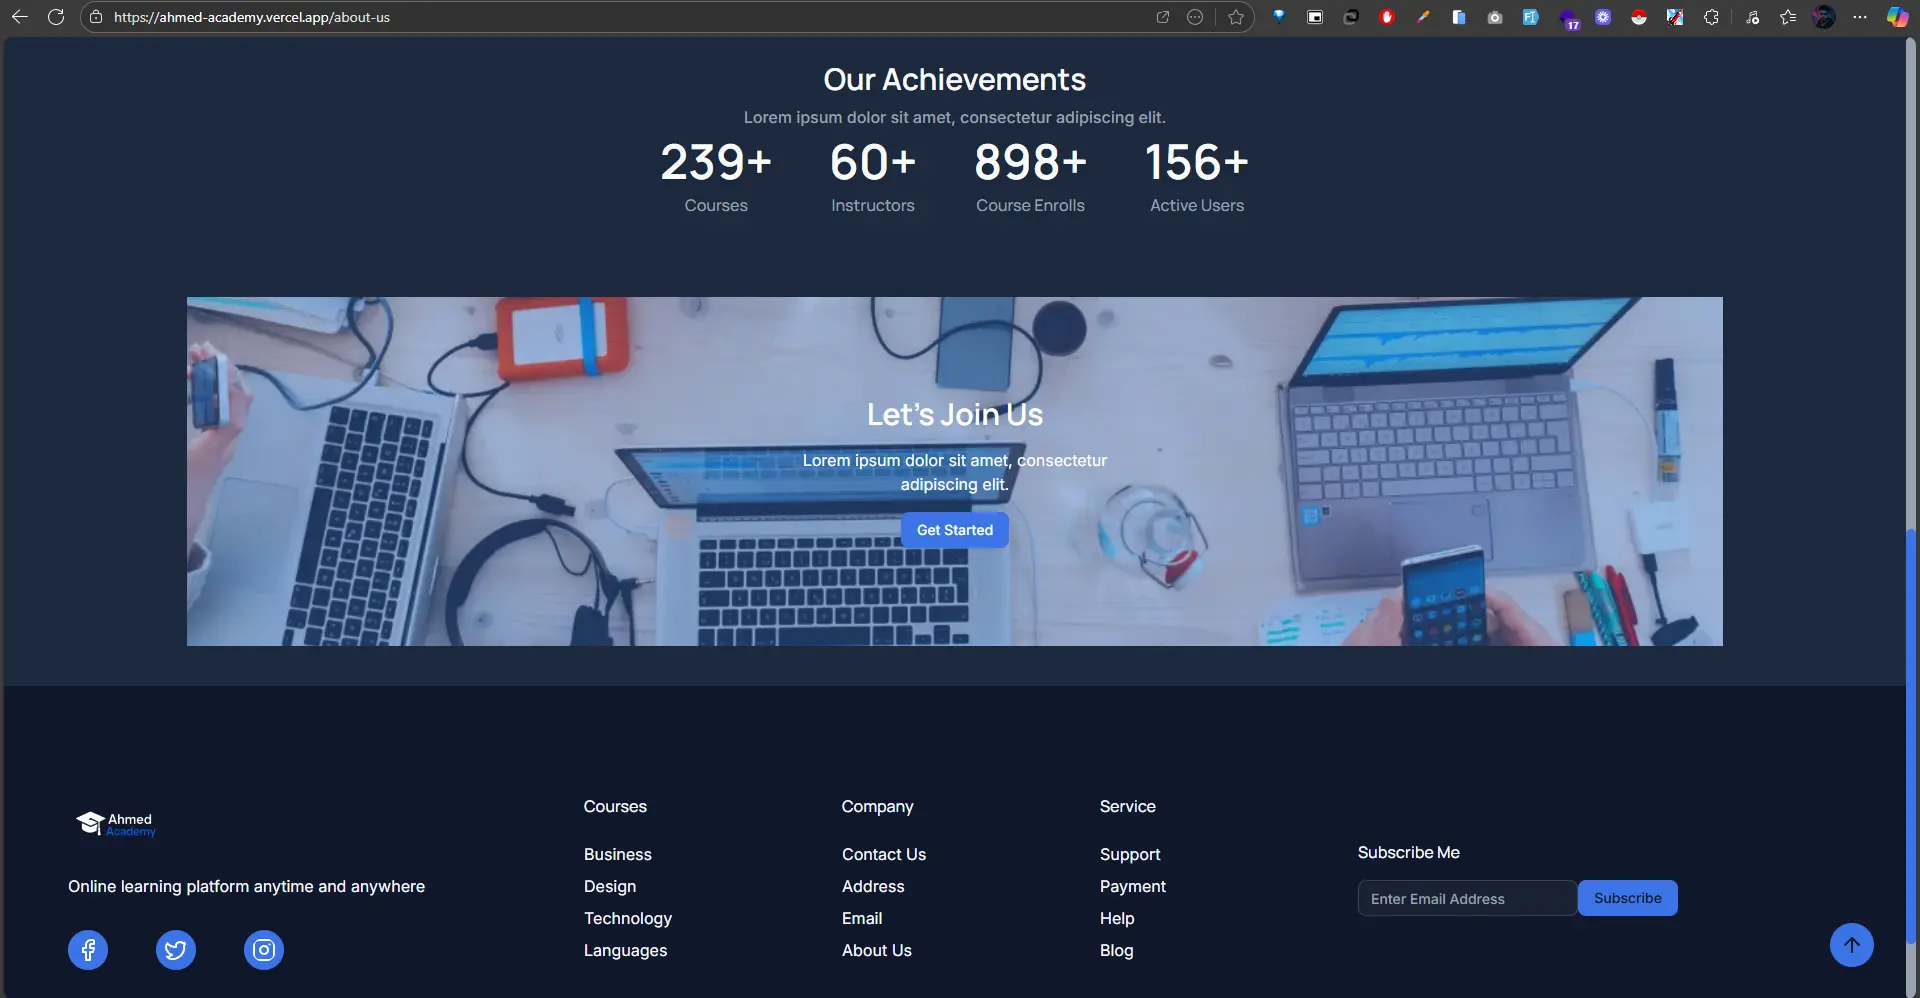 https://ahmed-academy.vercel.app/about-us
17
Our Achievements
Lorem ipsum dolor sit amet, consectetur adipiscing elit.
239+ 60+ 898+ 156+
Courses Instructors Course Enrolls Active Users
Let's Join Us
Lorem ipsum dolor sit amet, consectetur
adipiscing elit.
Get Started
Ahmed
Academy
Online learning platform anytime and anywhere
Courses
Business
Design
Technology
Languages
Company
Contact Us
Address
Email
About Us
Service
Support
Payment
Help
Blog
Subscribe Me
Enter Email Address
Subscribe